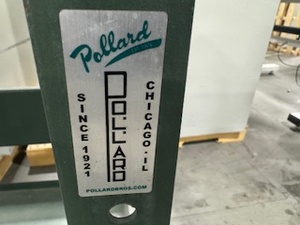 Pollard
SINCE 1921
POLLARD
CHICAGO-IL
POLLARDBROS.COM